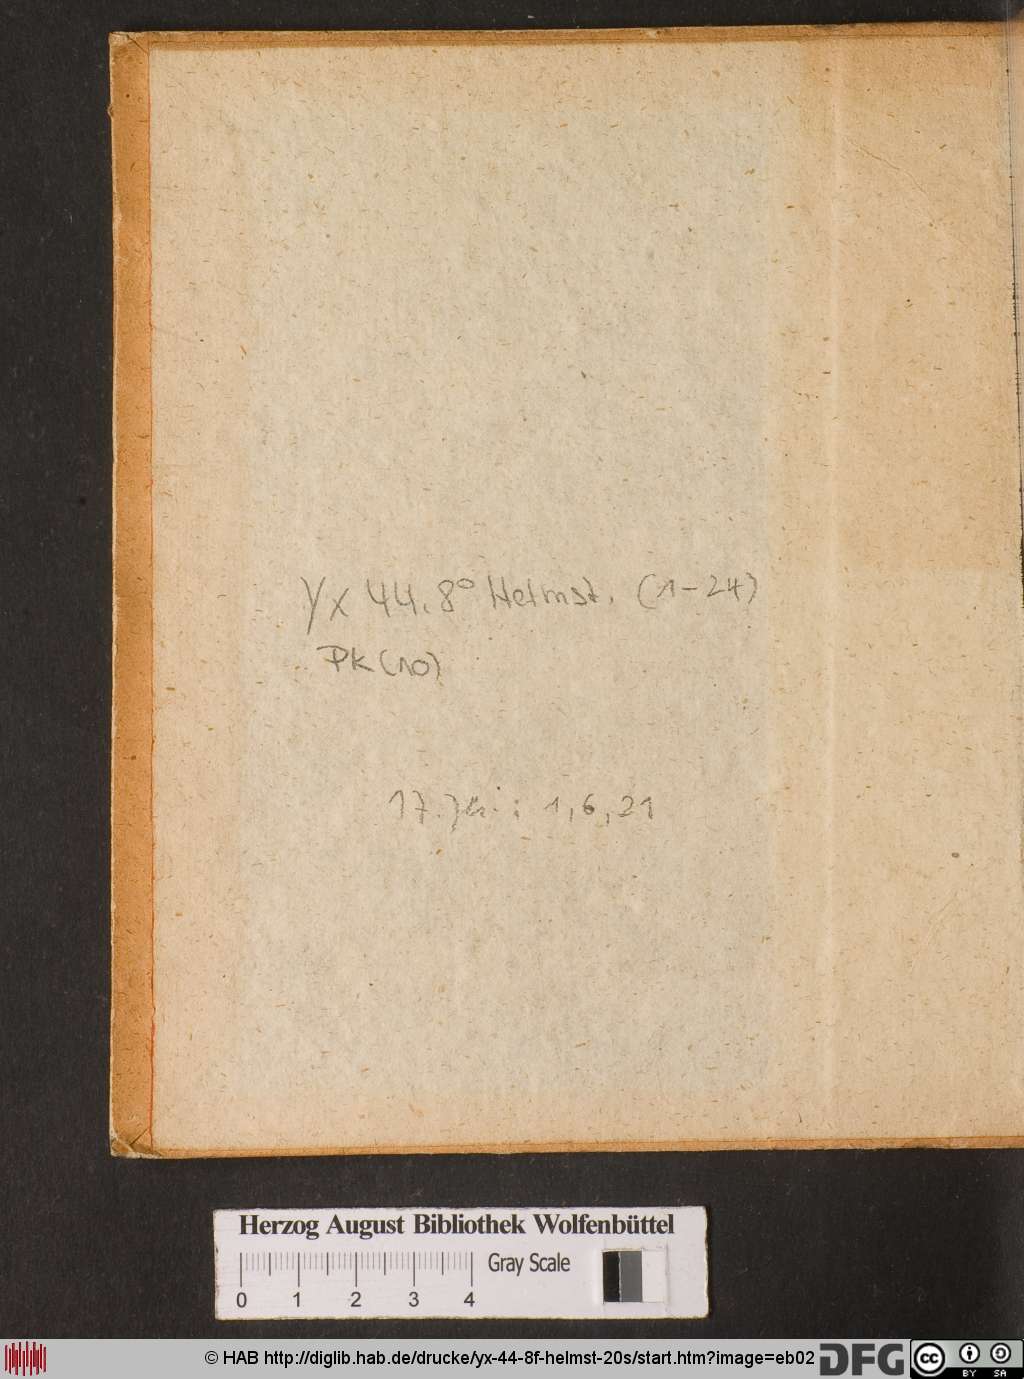 Yx 44. 8° Helmst. (1-24)
PK (10)
17. Jh. : 1, 6, 21
Herzog August Bibliothek Wolfenbüttel
Gray Scale
0 1 2 3 4
© HAB http://diglib.hab.de/drucke/yx-44-8f-helmst-20s/start.htm?image=eb02
DFG
cc BY SA